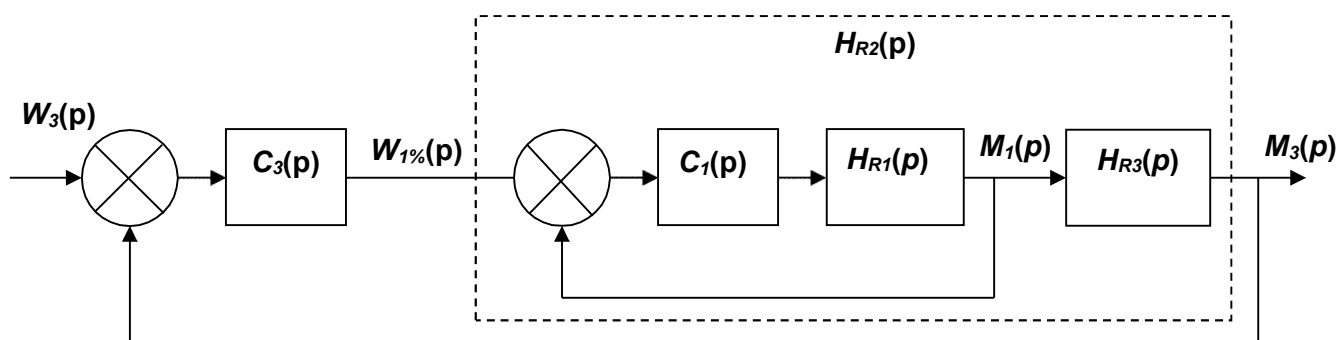 H_R2(p)
W_3(p)
C_3(p)
W_1%(p)
C_1(p)
H_R1(p)
M_1(p)
H_R3(p)
M_3(p)